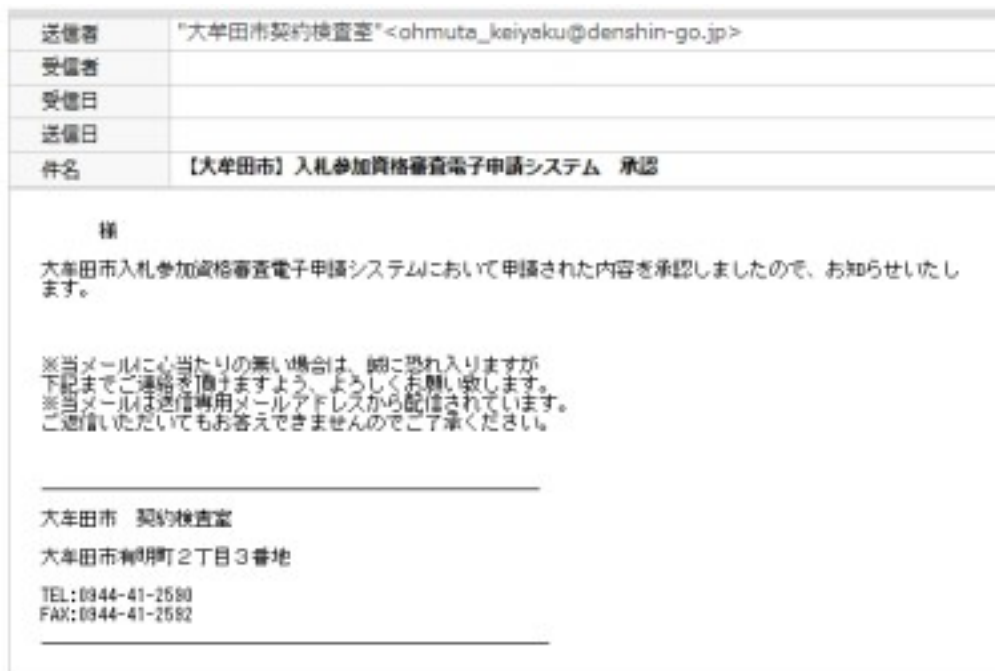 送信者 "大牟田市契約検査室"<ohmuta_keiyaku@denshin-go.jp>
受信者
受信日
送信日
件名 【大牟田市】入札参加資格審査電子申請システム 承認
様
大牟田市入札参加資格審査電子申請システムにおいて申請された内容を承認しましたので、お知らせいたし
ます。
※当メールに心当たりの無い場合は、誠に恐れ入りますが
下記までご連絡を頂けますよう、よろしくお願い致します。
※当メールは送信専用メールアドレスから配信されています。
ご返信いただいてもお答えできませんのでご了承ください。
大牟田市 契約検査室
大牟田市有明町２丁目３番地
TEL:0944-41-2580
FAX:0944-41-2592